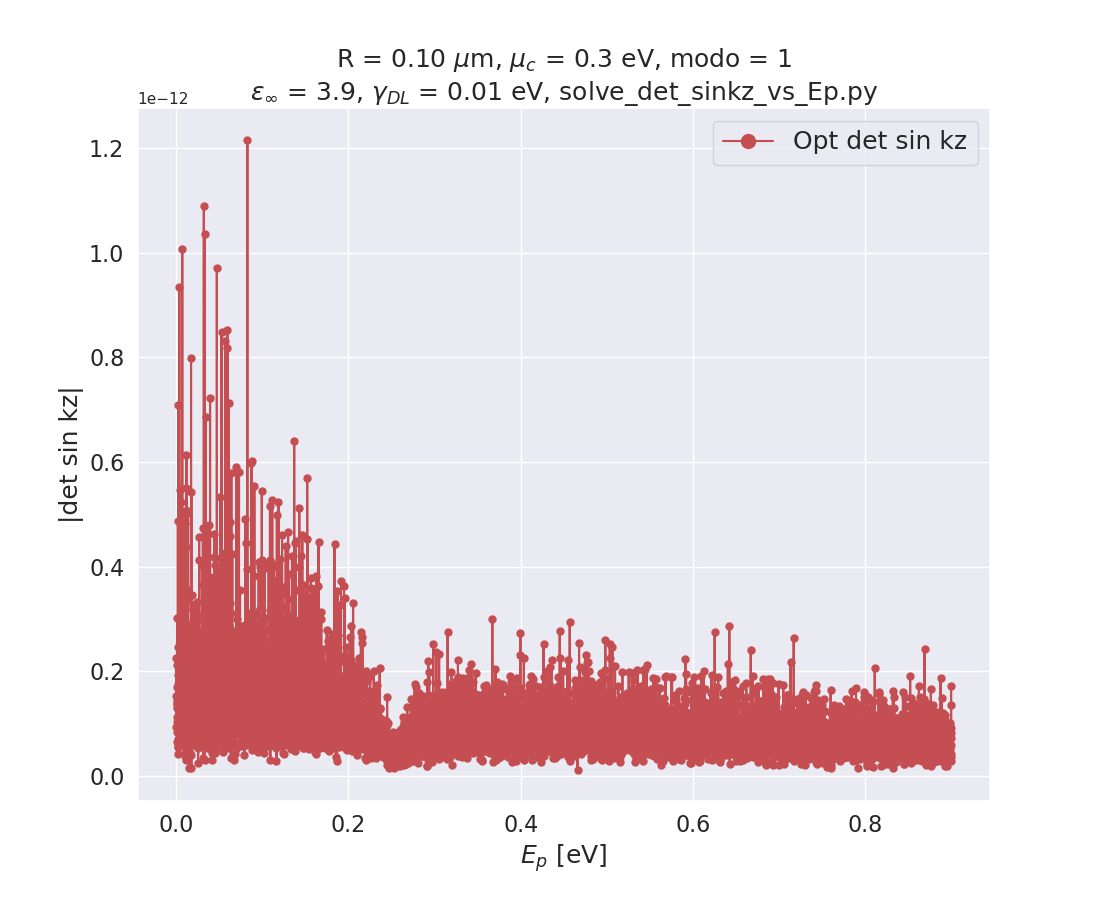 R = 0.10 μm, μ_c = 0.3 eV, modo = 1
ε_∞ = 3.9, γ_DL = 0.01 eV, solve_det_sinkz_vs_Ep.py
1e−12
Opt det sin kz
1.2
1.0
0.8
0.6
0.4
0.2
0.0
|det sin kz|
0.0 0.2 0.4 0.6 0.8
E_p [eV]